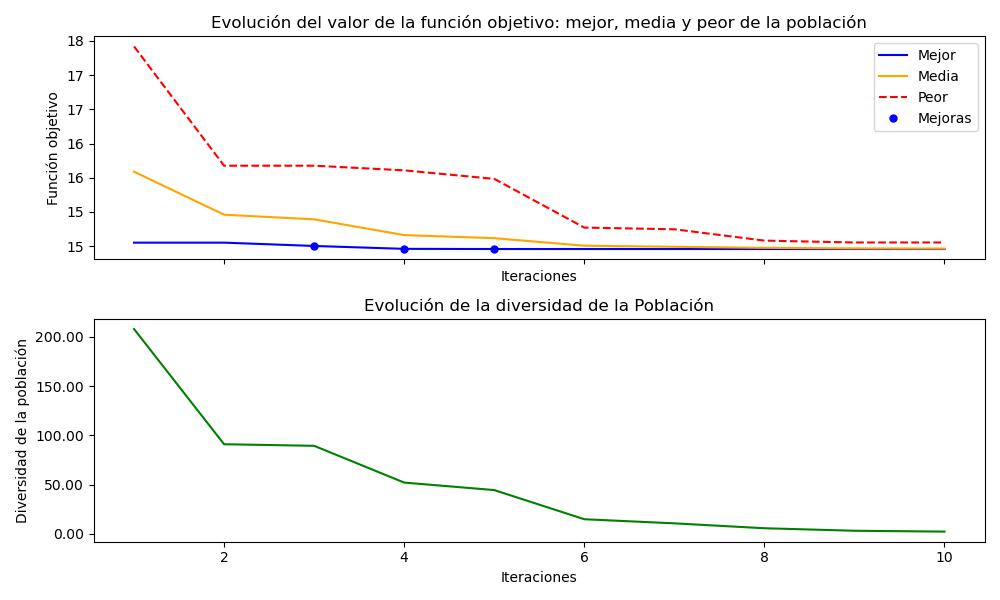 Evolución del valor de la función objetivo: mejor, media y peor de la población
Función objetivo
18
17
17
16
16
15
15
Mejor
Media
Peor
Mejoras
Iteraciones
Evolución de la diversidad de la Población
Diversidad de la población
200.00
150.00
100.00
50.00
0.00
2
4
6
8
10
Iteraciones